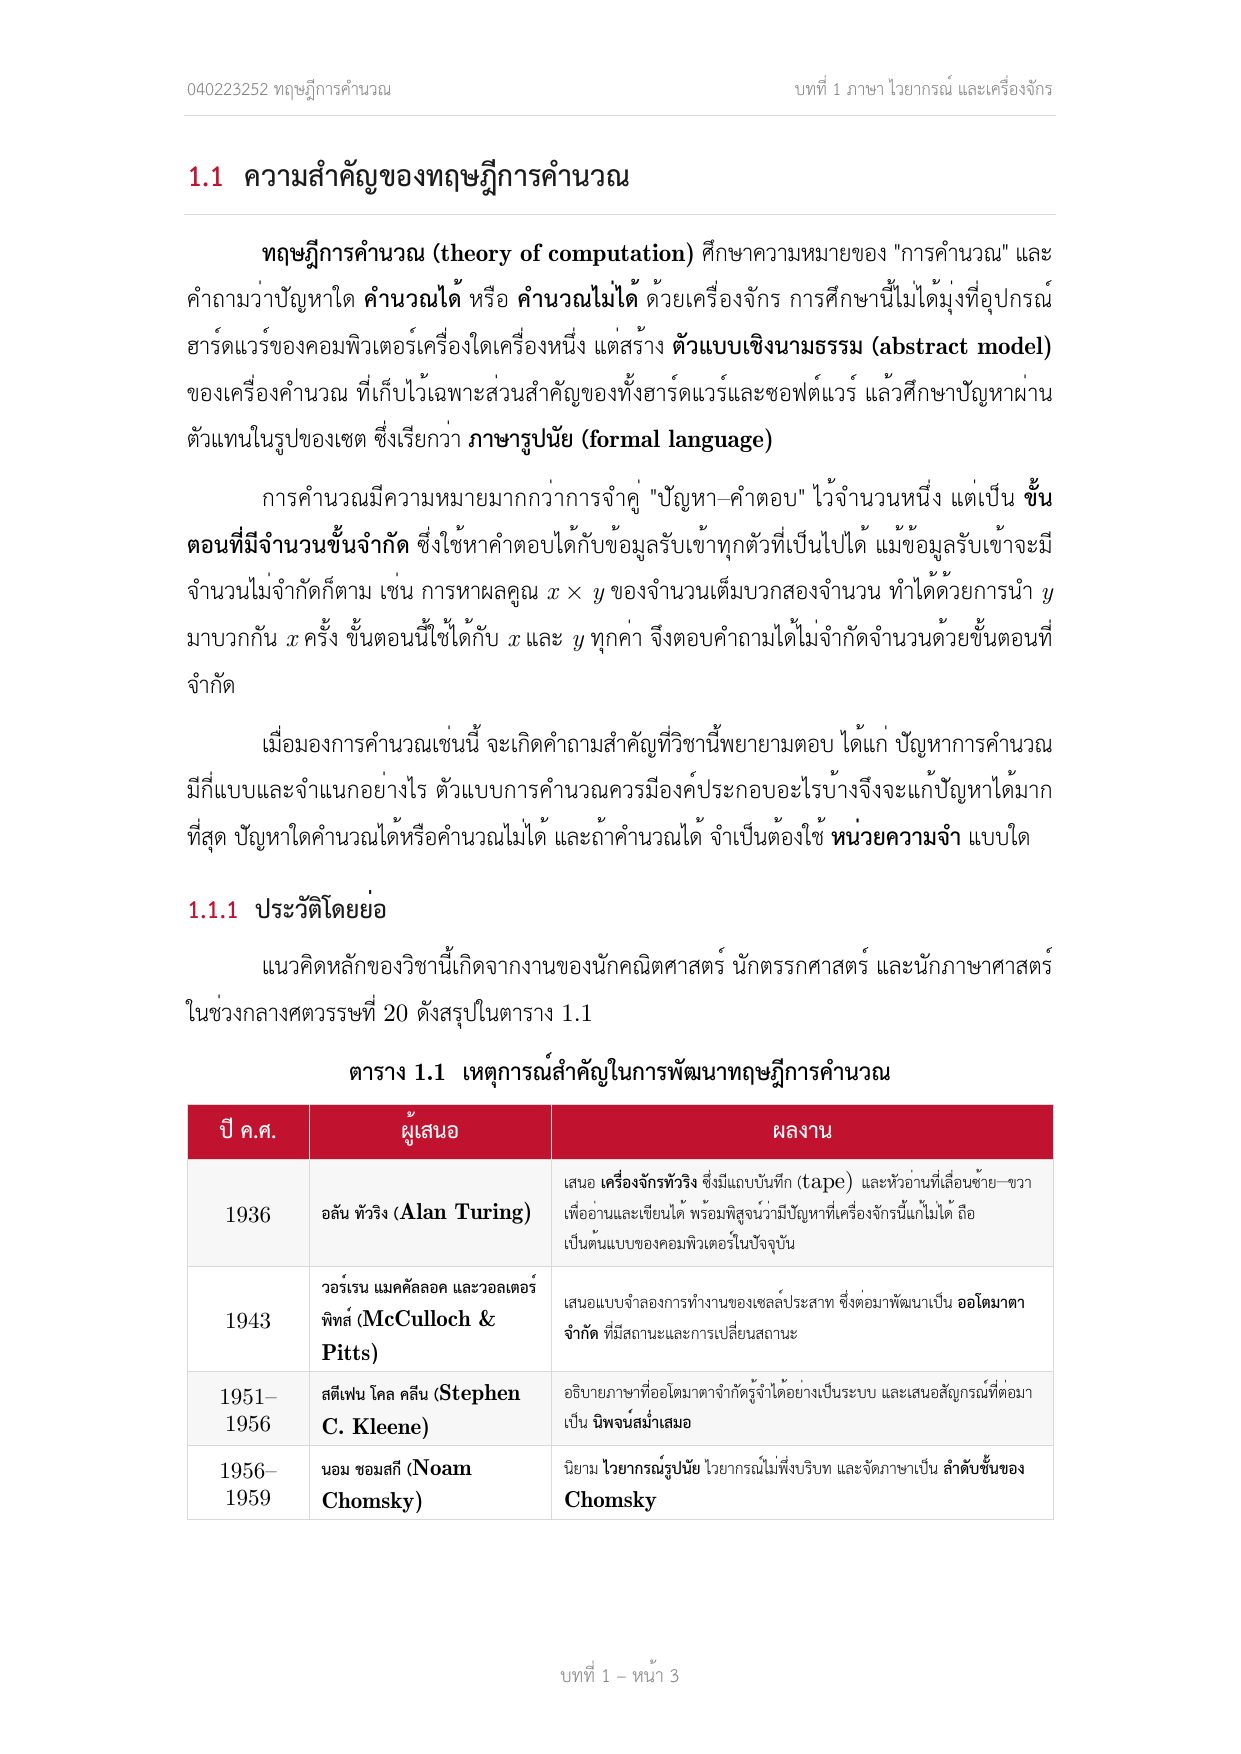 040223252 ทฤษฎีการคำนวณ
บทที่ 1 ภาษา ไวยากรณ์ และเครื่องจักร
1.1 ความสำคัญของทฤษฎีการคำนวณ
ทฤษฎีการคำนวณ (theory of computation) ศึกษาความหมายของ "การคำนวณ" และ
คำถามว่าปัญหาใด คำนวณได้ หรือ คำนวณไม่ได้ ด้วยเครื่องจักร การศึกษานี้ไม่ได้มุ่งที่อุปกรณ์
ฮาร์ดแวร์ของคอมพิวเตอร์เครื่องใดเครื่องหนึ่ง แต่สร้าง ตัวแบบเชิงนามธรรม (abstract model)
ของเครื่องคำนวณ ที่เก็บไว้เฉพาะส่วนสำคัญของทั้งฮาร์ดแวร์และซอฟต์แวร์ แล้วศึกษาปัญหาผ่าน
ตัวแทนในรูปของเซต ซึ่งเรียกว่า ภาษารูปนัย (formal language)
การคำนวณมีความหมายมากกว่าการจำคู่ "ปัญหา–คำตอบ" ไว้จำนวนหนึ่ง แต่เป็น ขั้น
ตอนที่มีจำนวนขั้นจำกัด ซึ่งใช้หาคำตอบได้กับข้อมูลรับเข้าทุกตัวที่เป็นไปได้ แม้ข้อมูลรับเข้าจะมี
จำนวนไม่จำกัดก็ตาม เช่น การหาผลคูณ x × y ของจำนวนเต็มบวกสองจำนวน ทำได้ด้วยการนำ y
มาบวกกัน x ครั้ง ขั้นตอนนี้ใช้ได้กับ x และ y ทุกค่า จึงตอบคำถามได้ไม่จำกัดจำนวนด้วยขั้นตอนที่
จำกัด
เมื่อมองการคำนวณเช่นนี้ จะเกิดคำถามสำคัญที่วิชานี้พยายามตอบ ได้แก่ ปัญหาการคำนวณ
มีกี่แบบและจำแนกอย่างไร ตัวแบบการคำนวณควรมีองค์ประกอบอะไรบ้างจึงจะแก้ปัญหาได้มาก
ที่สุด ปัญหาใดคำนวณได้หรือคำนวณไม่ได้ และถ้าคำนวณได้ จำเป็นต้องใช้ หน่วยความจำ แบบใด
1.1.1 ประวัติโดยย่อ
แนวคิดหลักของวิชานี้เกิดจากงานของนักคณิตศาสตร์ นักตรรกศาสตร์ และนักภาษาศาสตร์
ในช่วงกลางศตวรรษที่ 20 ดังสรุปในตาราง 1.1
ตาราง 1.1 เหตุการณ์สำคัญในการพัฒนาทฤษฎีการคำนวณ
ปี ค.ศ.
ผู้เสนอ
ผลงาน
1936
อลัน ทัวริง (Alan Turing)
เสนอ เครื่องจักรทัวริง ซึ่งมีแถบบันทึก (tape) และหัวอ่านที่เลื่อนซ้าย–ขวา
เพื่ออ่านและเขียนได้ พร้อมพิสูจน์ว่ามีปัญหาที่เครื่องจักรนี้แก้ไม่ได้ ถือ
เป็นต้นแบบของคอมพิวเตอร์ในปัจจุบัน
1943
วอร์เรน แมคคัลลอค และวอลเตอร์
พิทส์ (McCulloch &
Pitts)
เสนอแบบจำลองการทำงานของเซลล์ประสาท ซึ่งต่อมาพัฒนาเป็น ออโตมาตา
จำกัด ที่มีสถานะและการเปลี่ยนสถานะ
1951–
1956
สตีเฟน โคล คลีน (Stephen
C. Kleene)
อธิบายภาษาที่ออโตมาตาจำกัดรู้จำได้อย่างเป็นระบบ และเสนอสัญกรณ์ที่ต่อมา
เป็น นิพจน์สม่ำเสมอ
1956–
1959
นอม ชอมสกี (Noam
Chomsky)
นิยาม ไวยากรณ์รูปนัย ไวยากรณ์ไม่พึ่งบริบท และจัดภาษาเป็น ลำดับชั้นของ
Chomsky
บทที่ 1 – หน้า 3